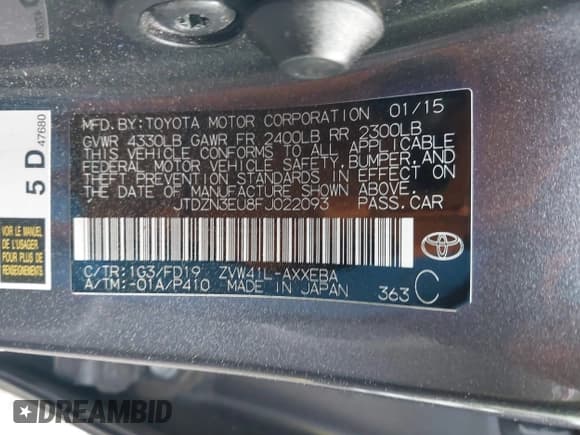 MFD. BY:TOYOTA MOTOR CORPORATION 01/15
GVWR 4330LB GAWR FR 2400LB RR 2300LB
THIS VEHICLE CONFORMS TO ALL APPLICABLE
FEDERAL MOTOR VEHICLE SAFETY,BUMPER,AND
THEFT PREVENTION STANDARDS IN EFFECT ON
THE DATE OF MANUFACTURE SHOWN ABOVE.
JTDZN3EU8FJ022093 PASS.CAR
C/TR:1G3/FD19 ZVW41L-AXXEBA
A/TM:-01A/P410 MADE IN JAPAN 363 C
TOYOTA
5 D 47680
MANUEL DE
L'USAGER
POUR PLUS DE
DREAMBID